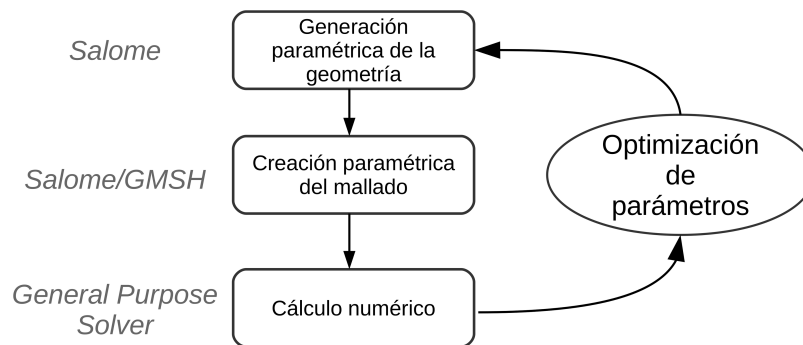 Salome
Generación
paramétrica de la
geometría
Salome/GMSH
Creación paramétrica
del mallado
Optimización
de
parámetros
General Purpose
Solver
Cálculo numérico